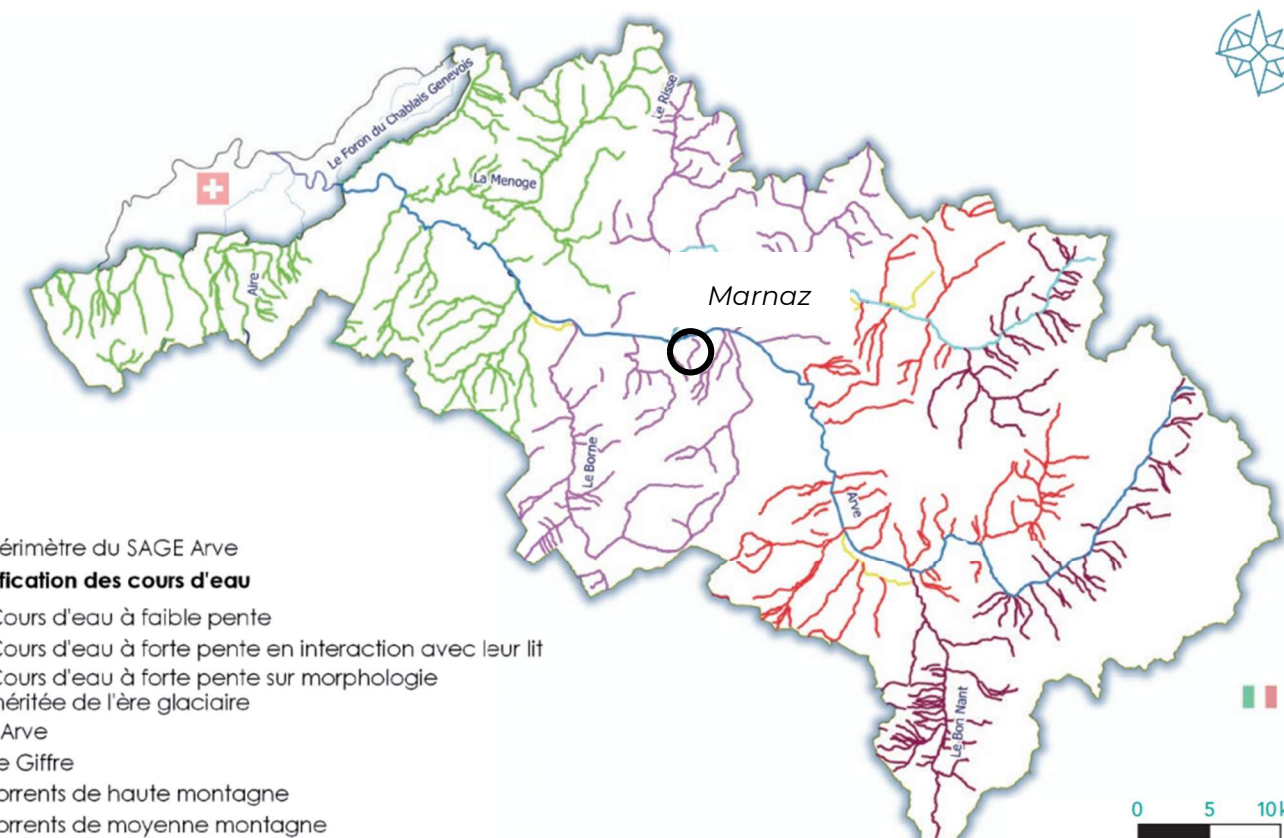 Le Foron du Chablais Genevois
Le Risse
La Menoge
Aire
Marnaz
Le Borne
Arve
Le Bon Nant
érimètre du SAGE Arve
fication des cours d'eau
Cours d'eau à faible pente
Cours d'eau à forte pente en interaction avec leur lit
Cours d'eau à forte pente sur morphologie
héritée de l'ère glaciaire
Arve
e Giffre
orrents de haute montagne
orrents de moyenne montagne
0 5 10k